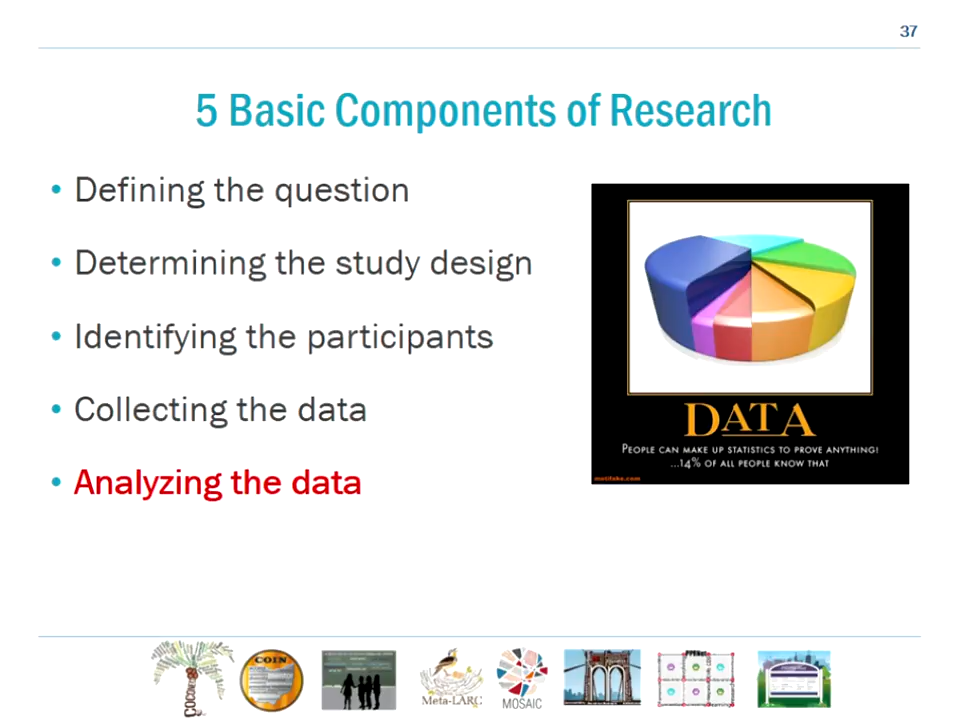 37
5 Basic Components of Research
• Defining the question
• Determining the study design
• Identifying the participants
• Collecting the data
• Analyzing the data
DATA
PEOPLE CAN MAKE UP STATISTICS TO PROVE ANYTHING!
...14% OF ALL PEOPLE KNOW THAT
motifake.com
COIN
Meta-LARC
MOSAIC
PPRNet